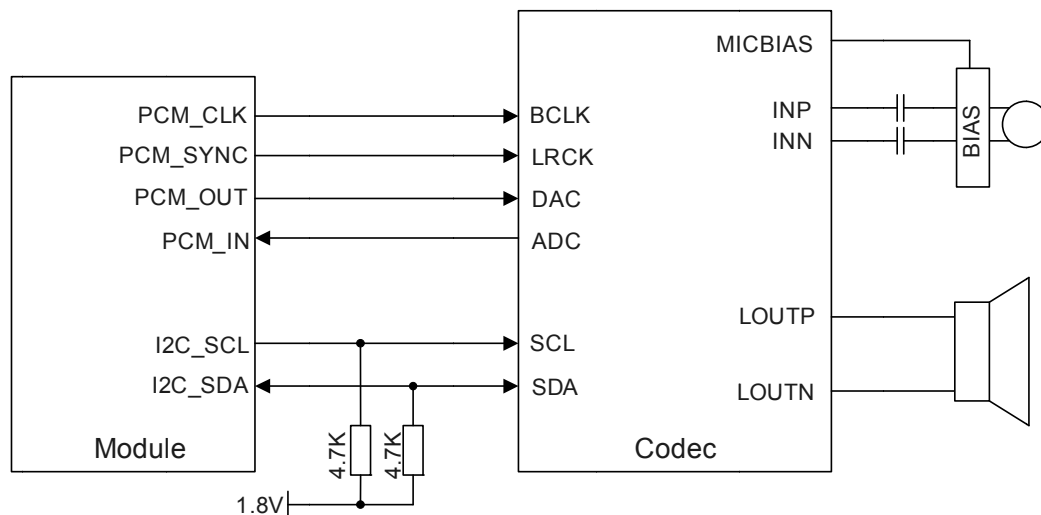 MICBIAS
PCM_CLK
BCLK
INP
PCM_SYNC
LRCK
INN
BIAS
PCM_OUT
DAC
PCM_IN
ADC
LOUTP
I2C_SCL
SCL
I2C_SDA
SDA
LOUTN
Module
4.7K
4.7K
Codec
1.8V